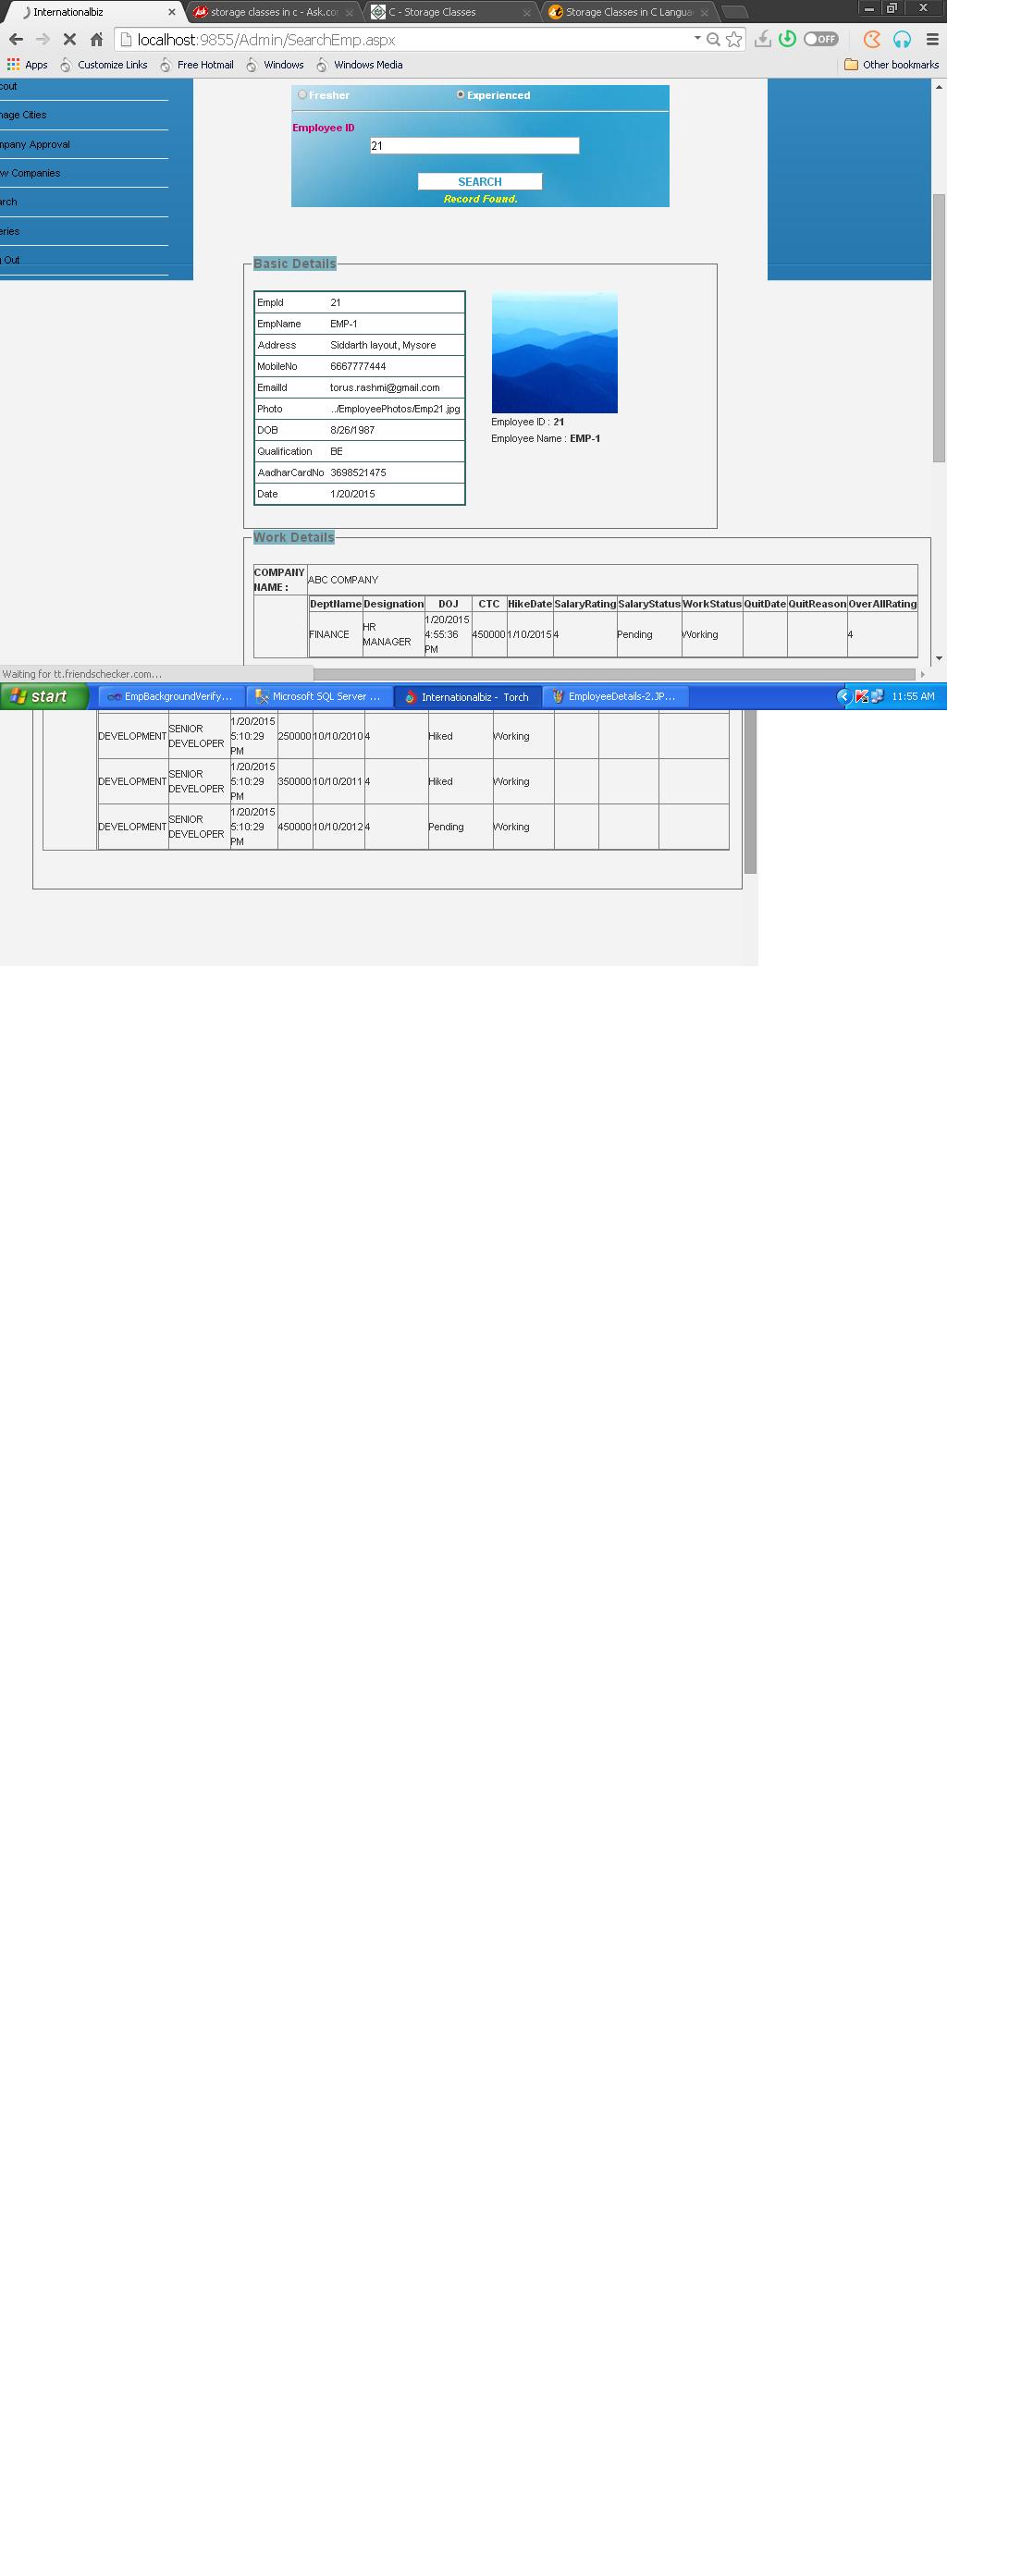 Internationalbiz
storage classes in c - Ask.co
C - Storage Classes
Storage Classes in C Langua
localhost:9855/Admin/SearchEmp.aspx
OFF
Apps Customize Links Free Hotmail Windows Windows Media Other bookmarks
Fresher Experienced
Employee ID
21
SEARCH
Record Found.
out
nage Cities
mpany Approval
w Companies
arch
eries
g Out
Basic Details
EmpId 21
EmpName EMP-1
Address Siddarth layout, Mysore
MobileNo 6667777444
EmailId torus.rashmi@gmail.com
Photo ../EmployeePhotos/Emp21.jpg
DOB 8/26/1987
Qualification BE
AadharCardNo 3698521475
Date 1/20/2015
Employee ID : 21
Employee Name : EMP-1
Work Details
COMPANY NAME : ABC COMPANY
DeptName Designation DOJ CTC HikeDate SalaryRating SalaryStatus WorkStatus QuitDate QuitReason OverAllRating
FINANCE HR MANAGER 1/20/2015 4:55:36 PM 450000 1/10/2015 4 Pending Working 4
Waiting for tt.friendschecker.com...
start EmpBackgroundVerify... Microsoft SQL Server ... Internationalbiz - Torch EmployeeDetails-2.JP... 11:55 AM
DEVELOPMENT SENIOR DEVELOPER 1/20/2015 5:10:29 PM 250000 10/10/2010 4 Hiked Working
DEVELOPMENT SENIOR DEVELOPER 1/20/2015 5:10:29 PM 350000 10/10/2011 4 Hiked Working
DEVELOPMENT SENIOR DEVELOPER 1/20/2015 5:10:29 PM 450000 10/10/2012 4 Pending Working